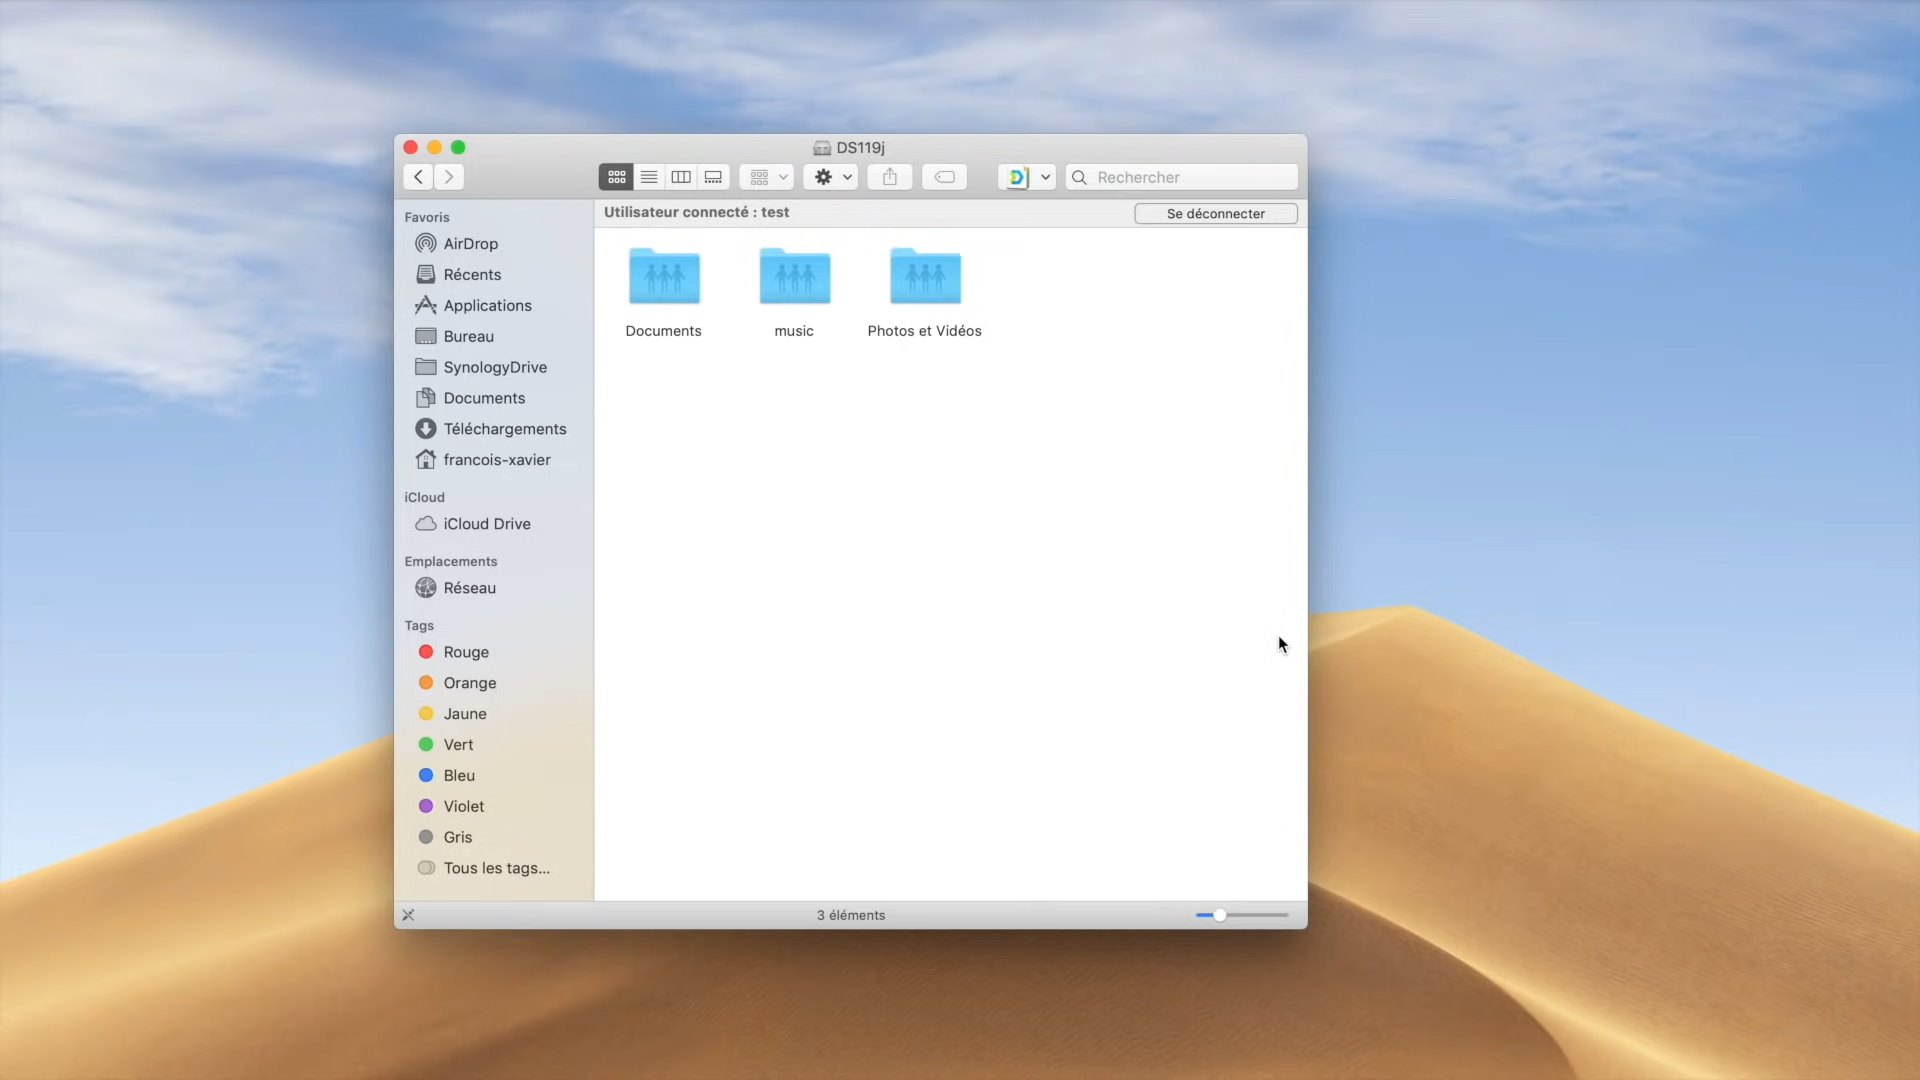 DS119j
Rechercher
Utilisateur connecté : test
Se déconnecter
Favoris
AirDrop
Récents
Applications
Bureau
SynologyDrive
Documents
Téléchargements
francois-xavier
iCloud
iCloud Drive
Emplacements
Réseau
Tags
Rouge
Orange
Jaune
Vert
Bleu
Violet
Gris
Tous les tags...
Documents
music
Photos et Vidéos
3 éléments